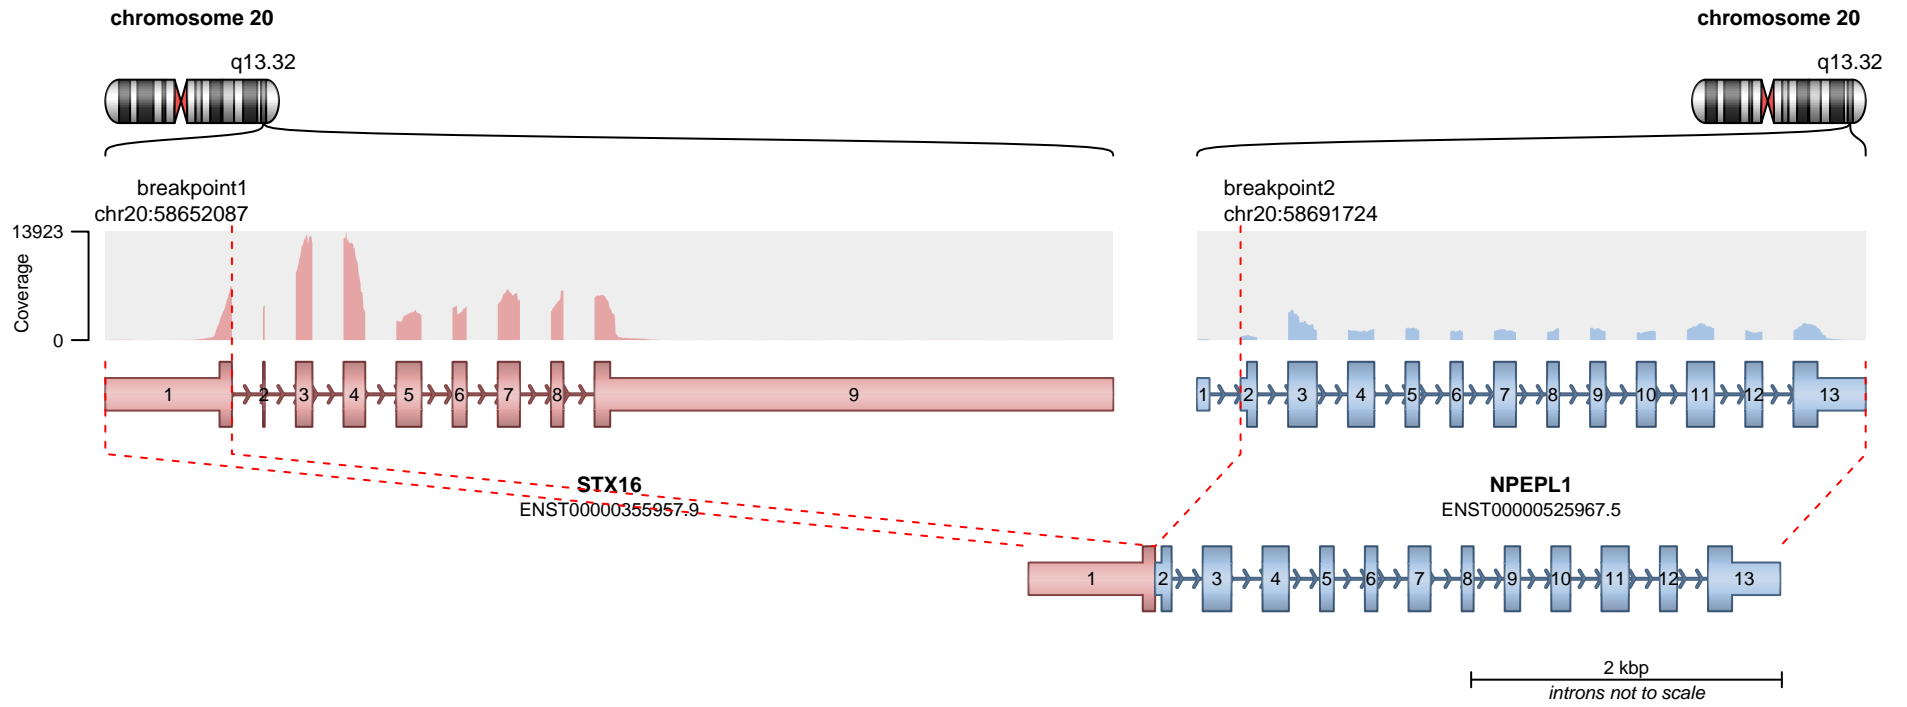 chromosome 20
chromosome 20
q13.32
q13.32
breakpoint1
chr20:58652087
breakpoint2
chr20:58691724
13923
Coverage
0
1 2 3 4 5 6 7 8 9
1 2 3 4 5 6 7 8 9 10 11 12 13
STX16
ENST00000355957.9
NPEPL1
ENST00000525967.5
1 2 3 4 5 6 7 8 9 10 11 12 13
2 kbp
introns not to scale